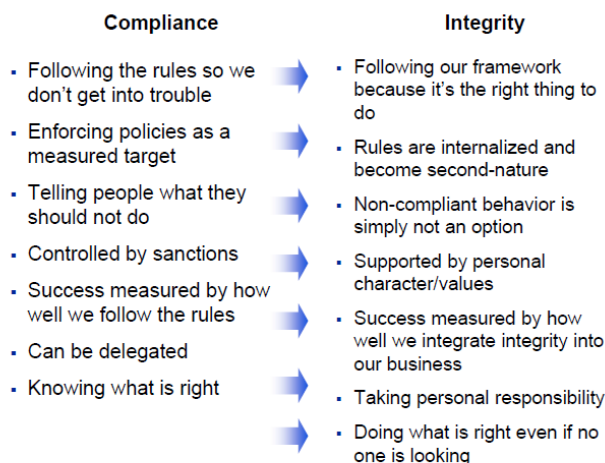 Compliance
▪ Following the rules so we
don't get into trouble
▪ Enforcing policies as a
measured target
▪ Telling people what they
should not do
▪ Controlled by sanctions
▪ Success measured by how
well we follow the rules
▪ Can be delegated
▪ Knowing what is right
Integrity
▪ Following our framework
because it's the right thing to
do
▪ Rules are internalized and
become second-nature
▪ Non-compliant behavior is
simply not an option
▪ Supported by personal
character/values
▪ Success measured by how
well we integrate integrity into
our business
▪ Taking personal responsibility
▪ Doing what is right even if no
one is looking